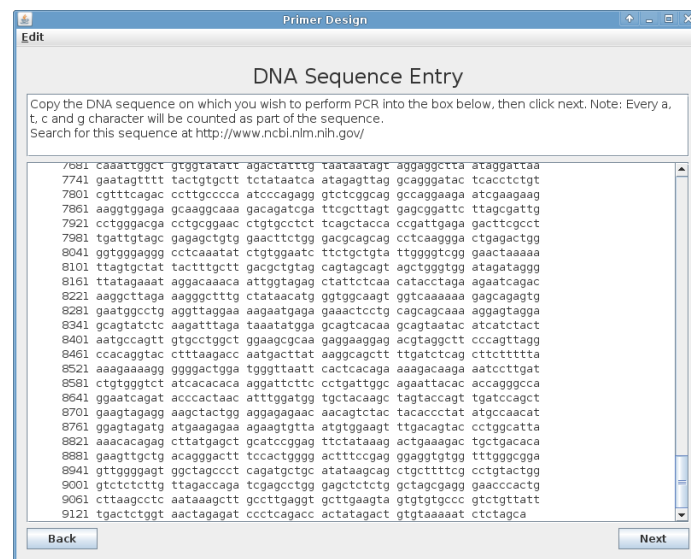 Primer Design
Edit
DNA Sequence Entry
Copy the DNA sequence on which you wish to perform PCR into the box below, then click next. Note: Every a,
t, c and g character will be counted as part of the sequence.
Search for this sequence at http://www.ncbi.nlm.nih.gov/
7681 caaattggct gtggtatatt agactatttg taataatagt aggaggctta ataggattaa
7741 gaatagtttt tactgtgctt tctataatca atagagttag gcagggatac tcacctctgt
7801 cgtttcagac ccttgcccca atcccagagg gtctcggcag gccaggaaga atcgaagaag
7861 aaggtggaga gcaaggcaaa gacagatcga ttcgcttagt gagcggattc ttagcgattg
7921 cctgggacga cctgcggaac ctgtgcctct tcagctacca ccgattgaga gacttcgcct
7981 tgattgtagc gagagctgtg gaacttctgg gacgcagcag cctcaaggga ctgagactgg
8041 ggtgggaggg cctcaaatat ctgtggaatc ttctgctgta ttggggtcgg gaactaaaaa
8101 ttagtgctat tactttgctt gacgctgtag cagtagcagt agctgggtgg atagataggg
8161 ttatagaaat aggacaaaca attggtagag ctattctcaa catacctaga agaatcagac
8221 aaggcttaga aagggctttg ctataacatg ggtggcaagt ggtcaaaaaa gagcagagtg
8281 gaatggcctg aggttaggaa aagaatgaga gaaactcctg cagcagcaaa aggagtagga
8341 gcagtatctc aagatttaga taaatatgga gcagtcacaa gcagtaatac atcatctact
8401 aatgccagtt gtgcctggct ggaagcgcaa gaggaaggag acgtaggctt cccagttagg
8461 ccacaggtac ctttaagacc aatgacttat aaggcagctt ttgatctcag cttcttttta
8521 aaagaaaagg gggactggga tgggttaatt cactcacaga aaagacaaga aatccttgat
8581 ctgtgggtct atcacacaca aggattcttc cctgattggc agaattacac accagggcca
8641 ggaatcagat acccactaac atttggatgg tgctacaagc tagtaccagt tgatccagct
8701 gaagtagagg aagctactgg aggagagaac aacagtctac tacaccctat atgccaacat
8761 ggagtagatg atgaagagaa agaagtgtta atgtggaagt ttgacagtac cctggcatta
8821 aaacacagag cttatgagct gcatccggag ttctataaag actgaaagac tgctgacaca
8881 gaagttgctg acagggactt tccactgggg actttccgag ggaggtgtgg tttgggcgga
8941 gttggggagt ggctagccct cagatgctgc atataagcag ctgcttttcg cctgtactgg
9001 gtctctcttg ttagaccaga tcgagcctgg gagctctctg gctagcgagg gaacccactg
9061 cttaagcctc aataaagctt gccttgaggt gcttgaagta gtgtgtgccc gtctgttatt
9121 tgactctggt aactagagat ccctcagacc actatagact gtgtaaaaat ctctagca
Back Next